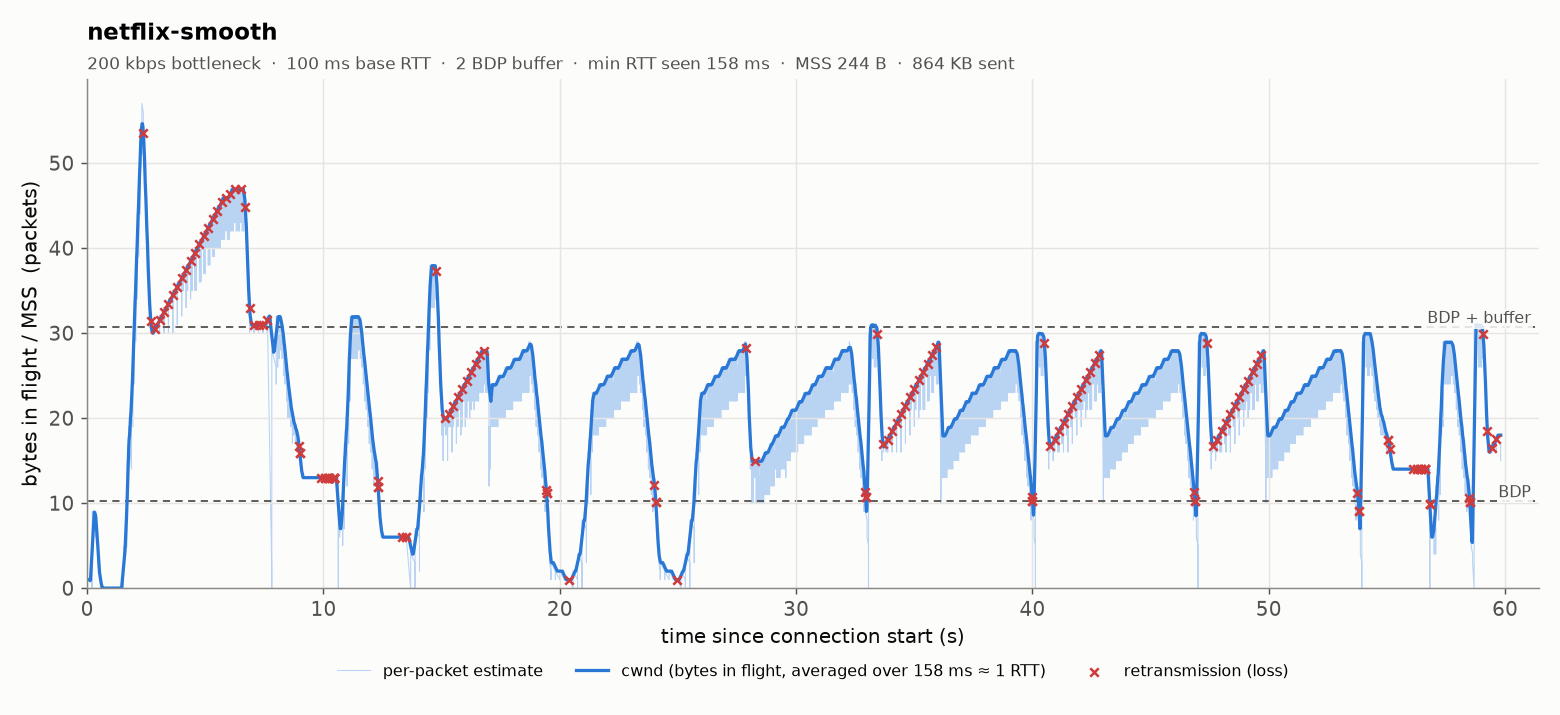 netflix-smooth
200 kbps bottleneck · 100 ms base RTT · 2 BDP buffer · min RTT seen 158 ms · MSS 244 B · 864 KB sent
bytes in flight / MSS (packets)
50
40
30
20
10
0
BDP + buffer
BDP
0 10 20 30 40 50 60
time since connection start (s)
per-packet estimate cwnd (bytes in flight, averaged over 158 ms ≈ 1 RTT) retransmission (loss)